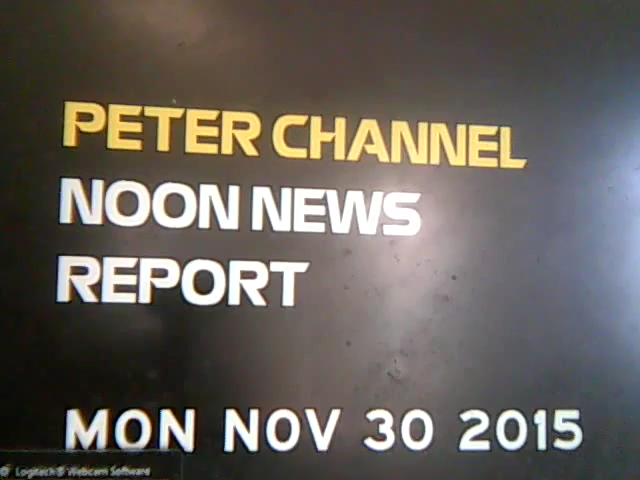 PETER CHANNEL
NOON NEWS
REPORT
MON NOV 30 2015
Logitech® Webcam Software